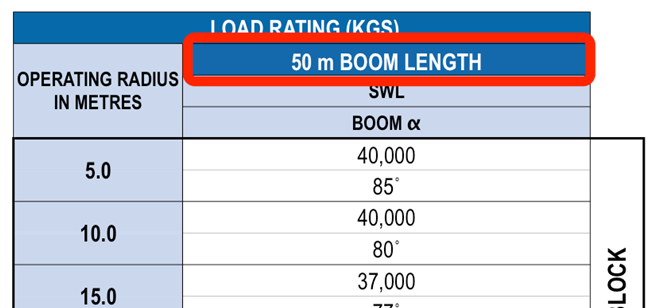 LOAD RATING (KGS)
OPERATING RADIUS
IN METRES
50 m BOOM LENGTH
SWL
BOOM α
5.0
40,000
85°
10.0
40,000
80°
15.0
37,000
77°